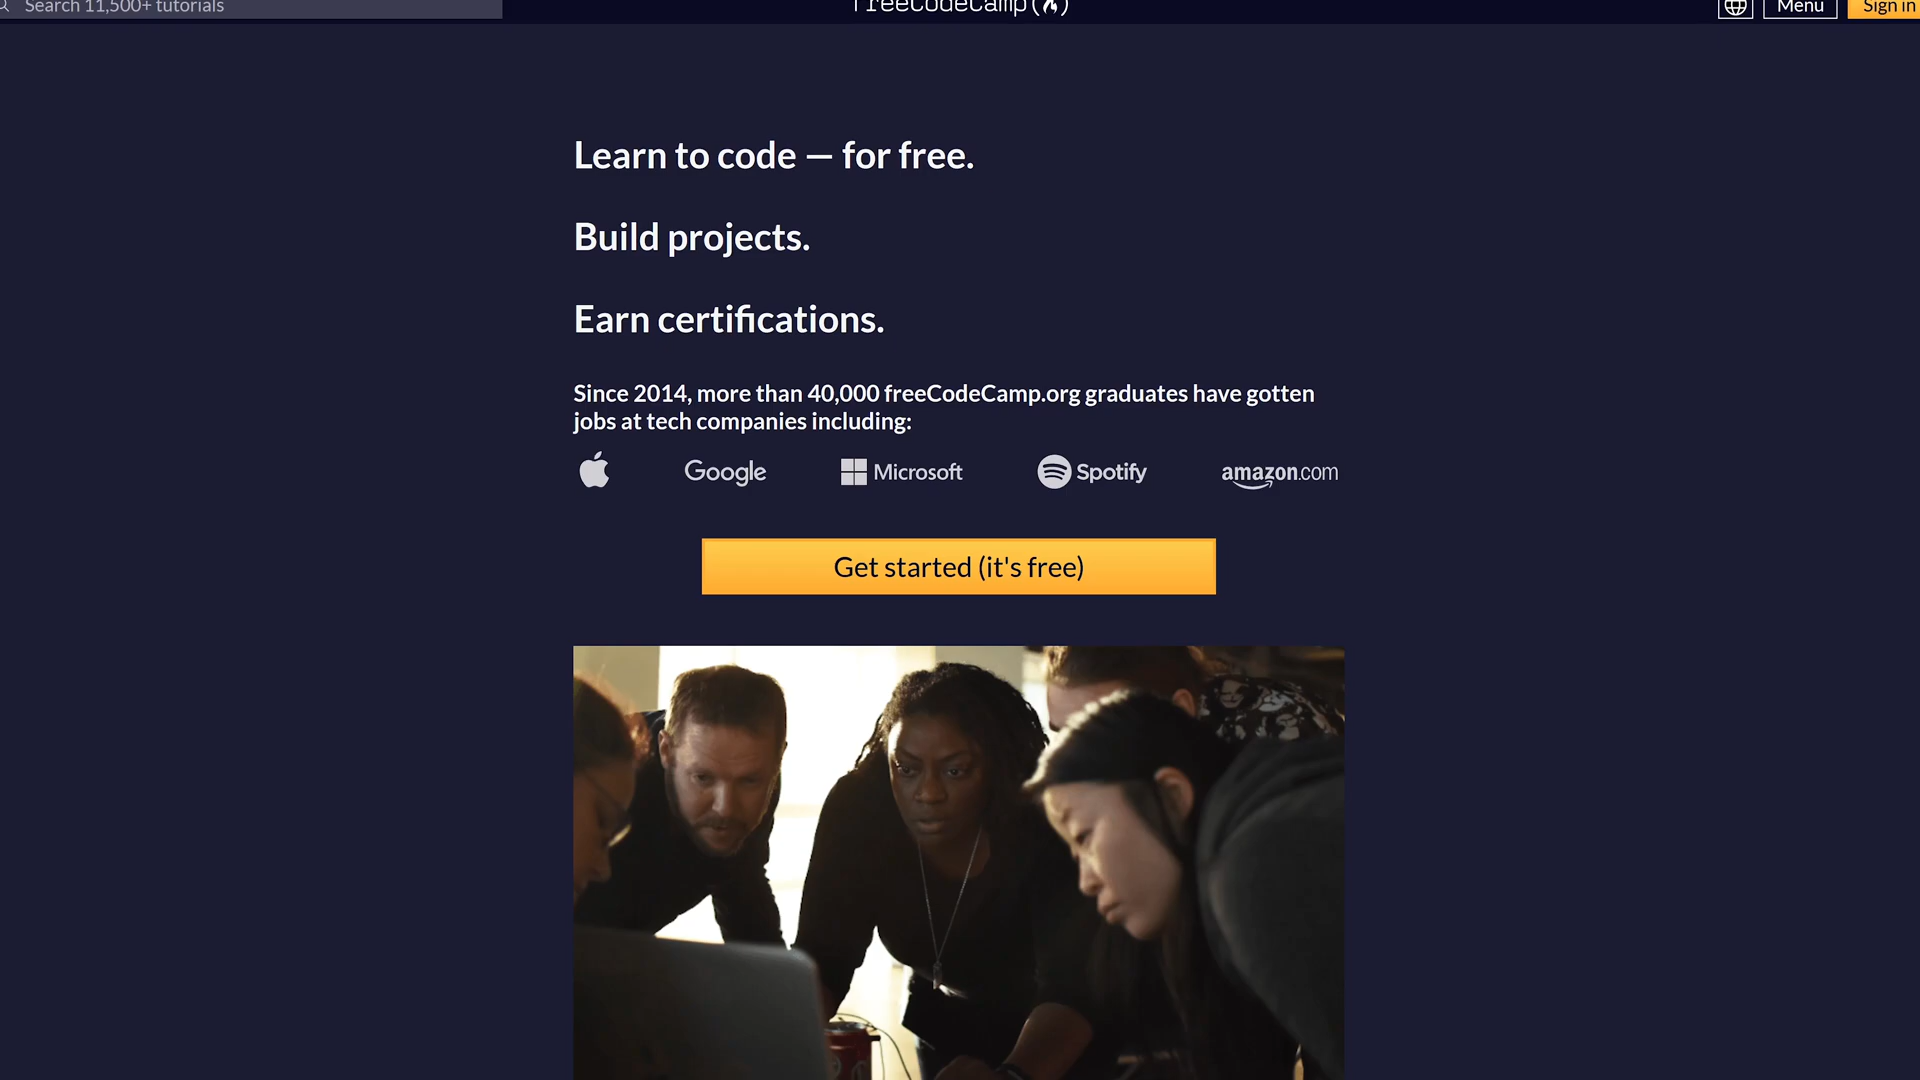 Search 11,500+ tutorials
freeCodeCamp
Menu
Sign in
Learn to code — for free.
Build projects.
Earn certifications.
Since 2014, more than 40,000 freeCodeCamp.org graduates have gotten
jobs at tech companies including:
Google
Microsoft
Spotify
amazon.com
Get started (it's free)